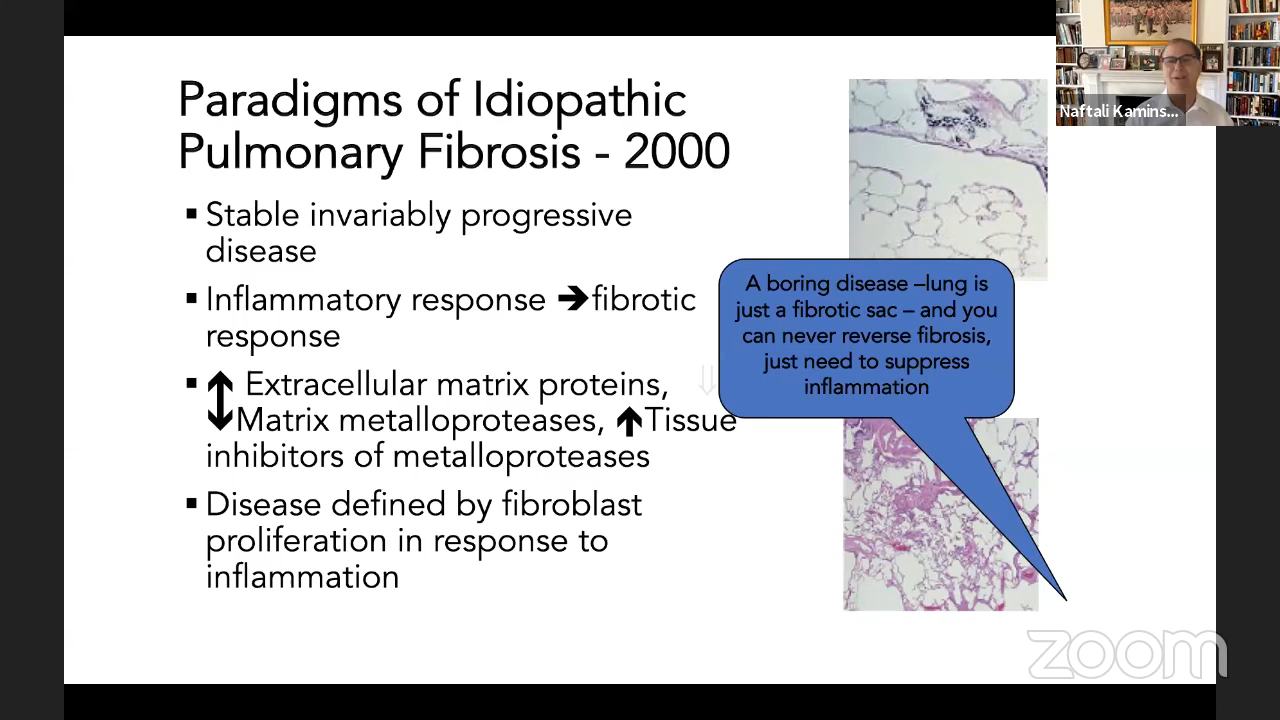 Paradigms of Idiopathic
Pulmonary Fibrosis - 2000
▪ Stable invariably progressive
disease
▪ Inflammatory response ➔fibrotic
response
▪ ↑ Extracellular matrix proteins,
↓Matrix metalloproteases, ↑Tissue
inhibitors of metalloproteases
▪ Disease defined by fibroblast
proliferation in response to
inflammation
A boring disease –lung is
just a fibrotic sac – and you
can never reverse fibrosis,
just need to suppress
inflammation
Naftali Kamins...
zoom